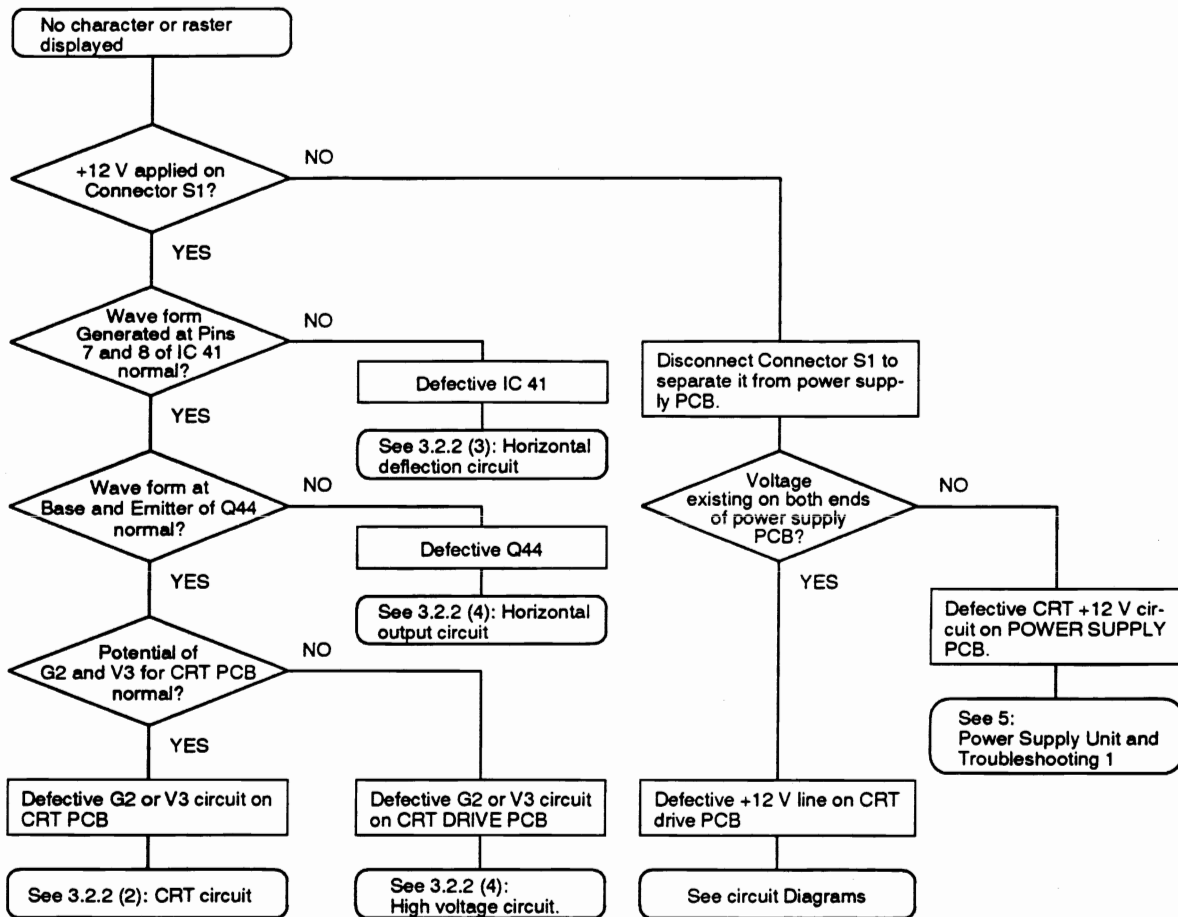 No character or raster
displayed
+12 V applied on
Connector S1?
NO
YES
Wave form
Generated at Pins
7 and 8 of IC 41
normal?
NO
YES
Defective IC 41
See 3.2.2 (3): Horizontal
deflection circuit
Disconnect Connector S1 to
separate it from power sup-
ply PCB.
Wave form at
Base and Emitter of Q44
normal?
NO
YES
Defective Q44
See 3.2.2 (4): Horizontal
output circuit
Voltage
existing on both ends
of power supply
PCB?
NO
YES
Defective CRT +12 V cir-
cuit on POWER SUPPLY
PCB.
See 5:
Power Supply Unit and
Troubleshooting 1
Potential of
G2 and V3 for CRT PCB
normal?
NO
YES
Defective G2 or V3 circuit on
CRT PCB
Defective G2 or V3 circuit
on CRT DRIVE PCB
Defective +12 V line on CRT
drive PCB
See 3.2.2 (2): CRT circuit
See 3.2.2 (4):
High voltage circuit.
See circuit Diagrams